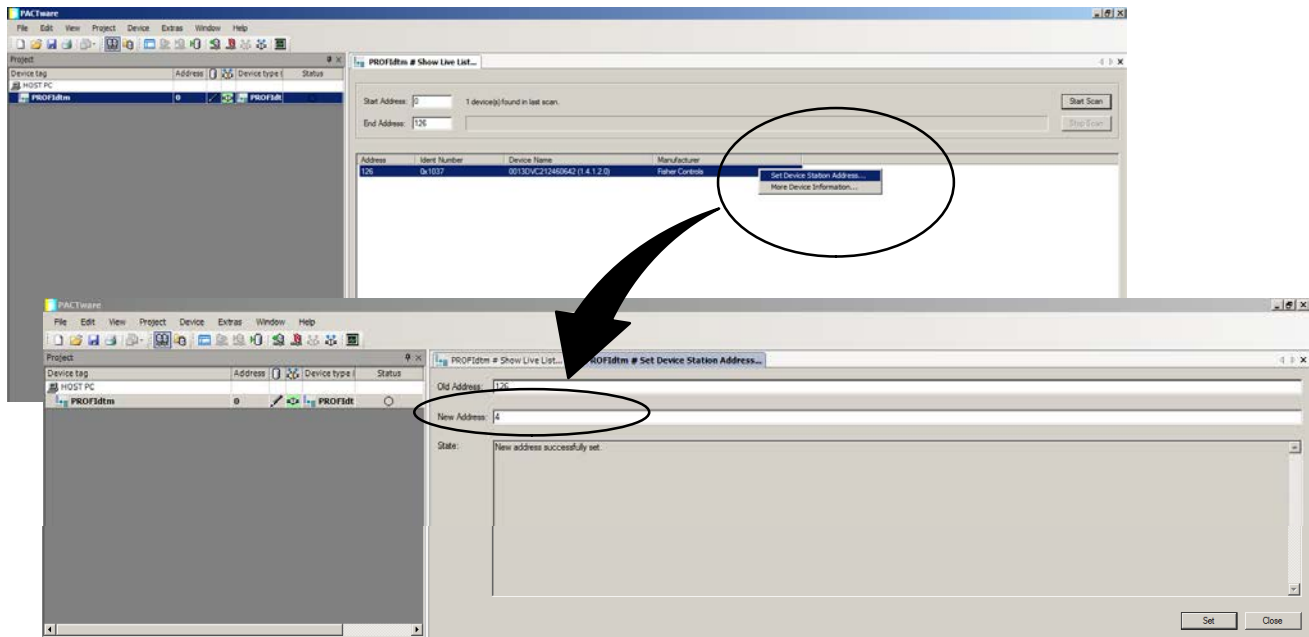 PACTware
File Edit View Project Device Extras Window Help
Project
Device tag Address Device type ( Status
HOST PC
PROFIdtm 0 PROFIdt
PROFIdtm # Show Live List...
Start Address: 0 1 device(s) found in last scan. Start Scan
End Address: 126 Stop Scan
Address Ident Number Device Name Manufacturer
126 0x1037 0013DVC212460642 (1.4.1.2.0) Fisher Controls
Set Device Station Address...
More Device Information...
PACTware
File Edit View Project Device Extras Window Help
Project
Device tag Address Device type ( Status
HOST PC
PROFIdtm 0 PROFIdt
PROFIdtm # Show Live List... ROFIdtm # Set Device Station Address...
Old Address: 126
New Address: 4
State: New address successfully set.
Set Close